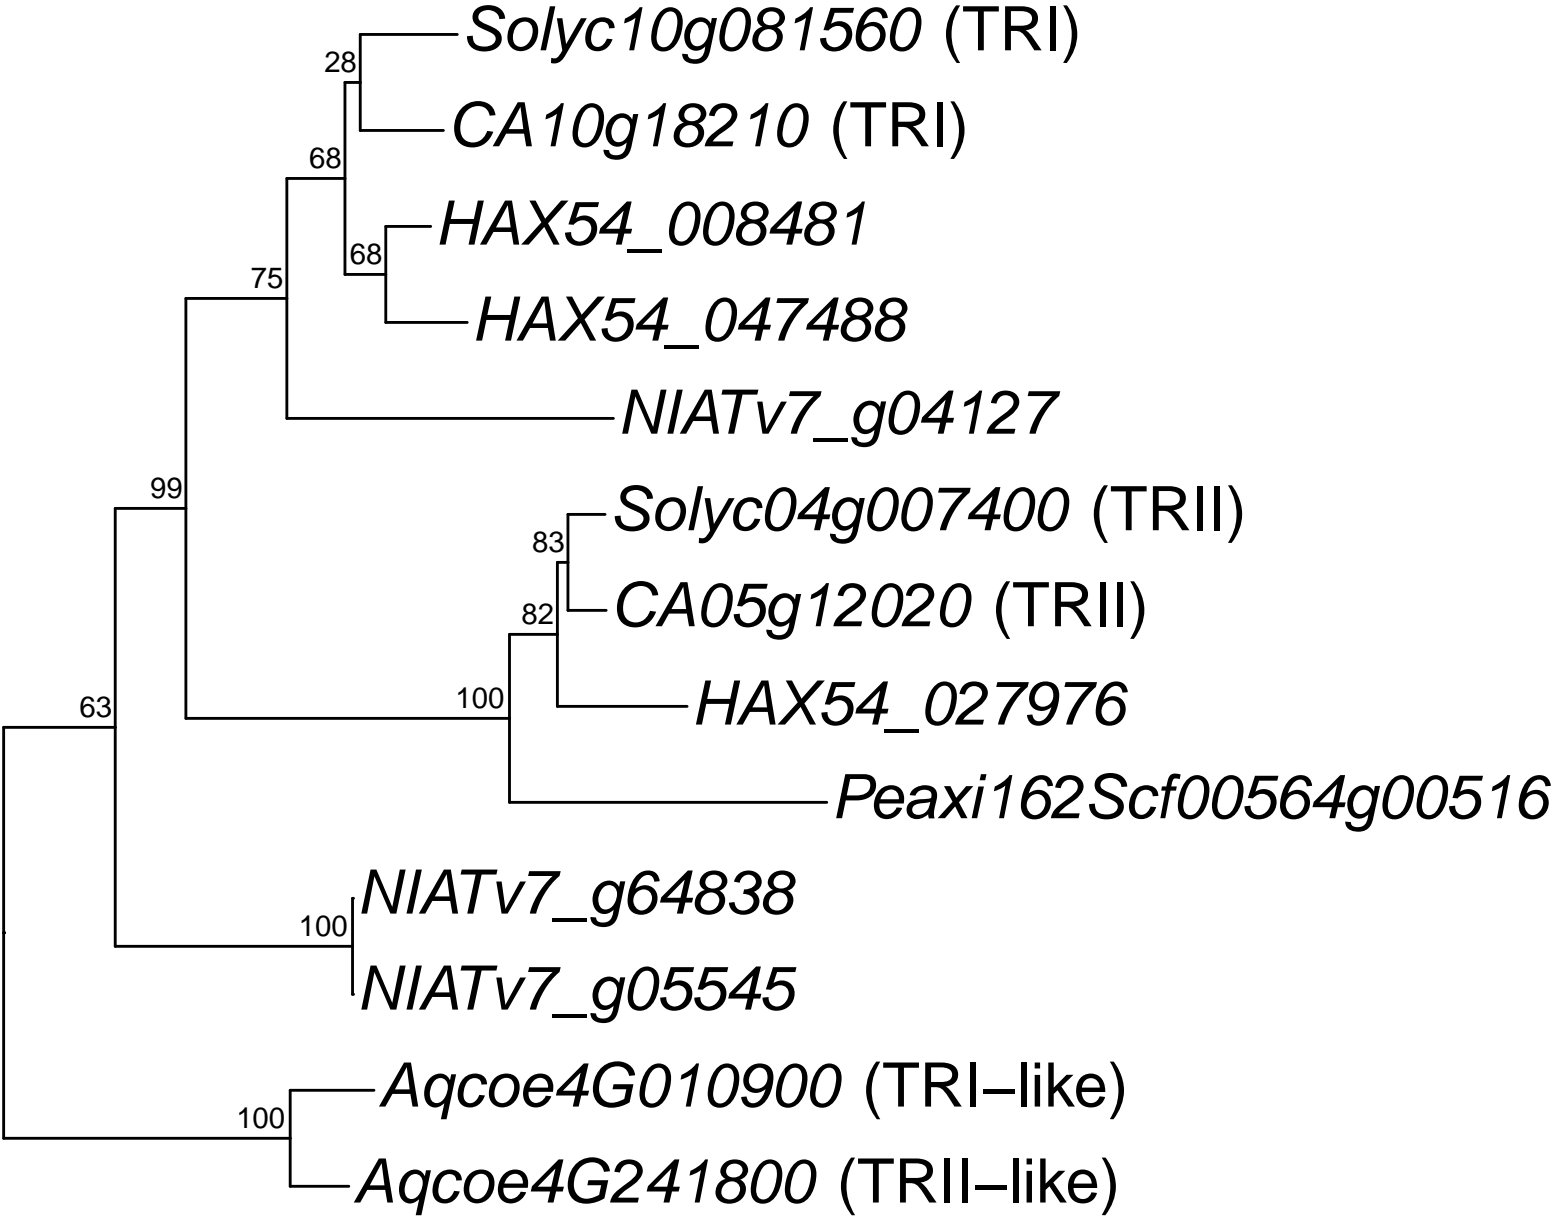 Solyc10g081560 (TRI)
28
CA10g18210 (TRI)
68
HAX54_008481
68
75
HAX54_047488
NIATv7_g04127
99
Solyc04g007400 (TRII)
83
CA05g12020 (TRII)
82
HAX54_027976
100
63
Peaxi162Scf00564g00516
NIATv7_g64838
100
NIATv7_g05545
Aqcoe4G010900 (TRI–like)
100
Aqcoe4G241800 (TRII–like)